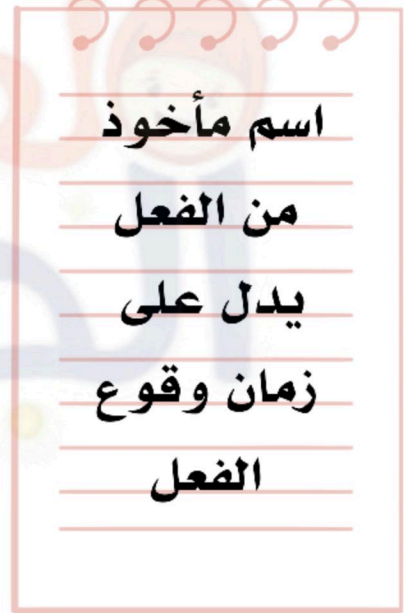 اسم مأخوذ
من الفعل
يدل على
زمان وقوع
الفعل